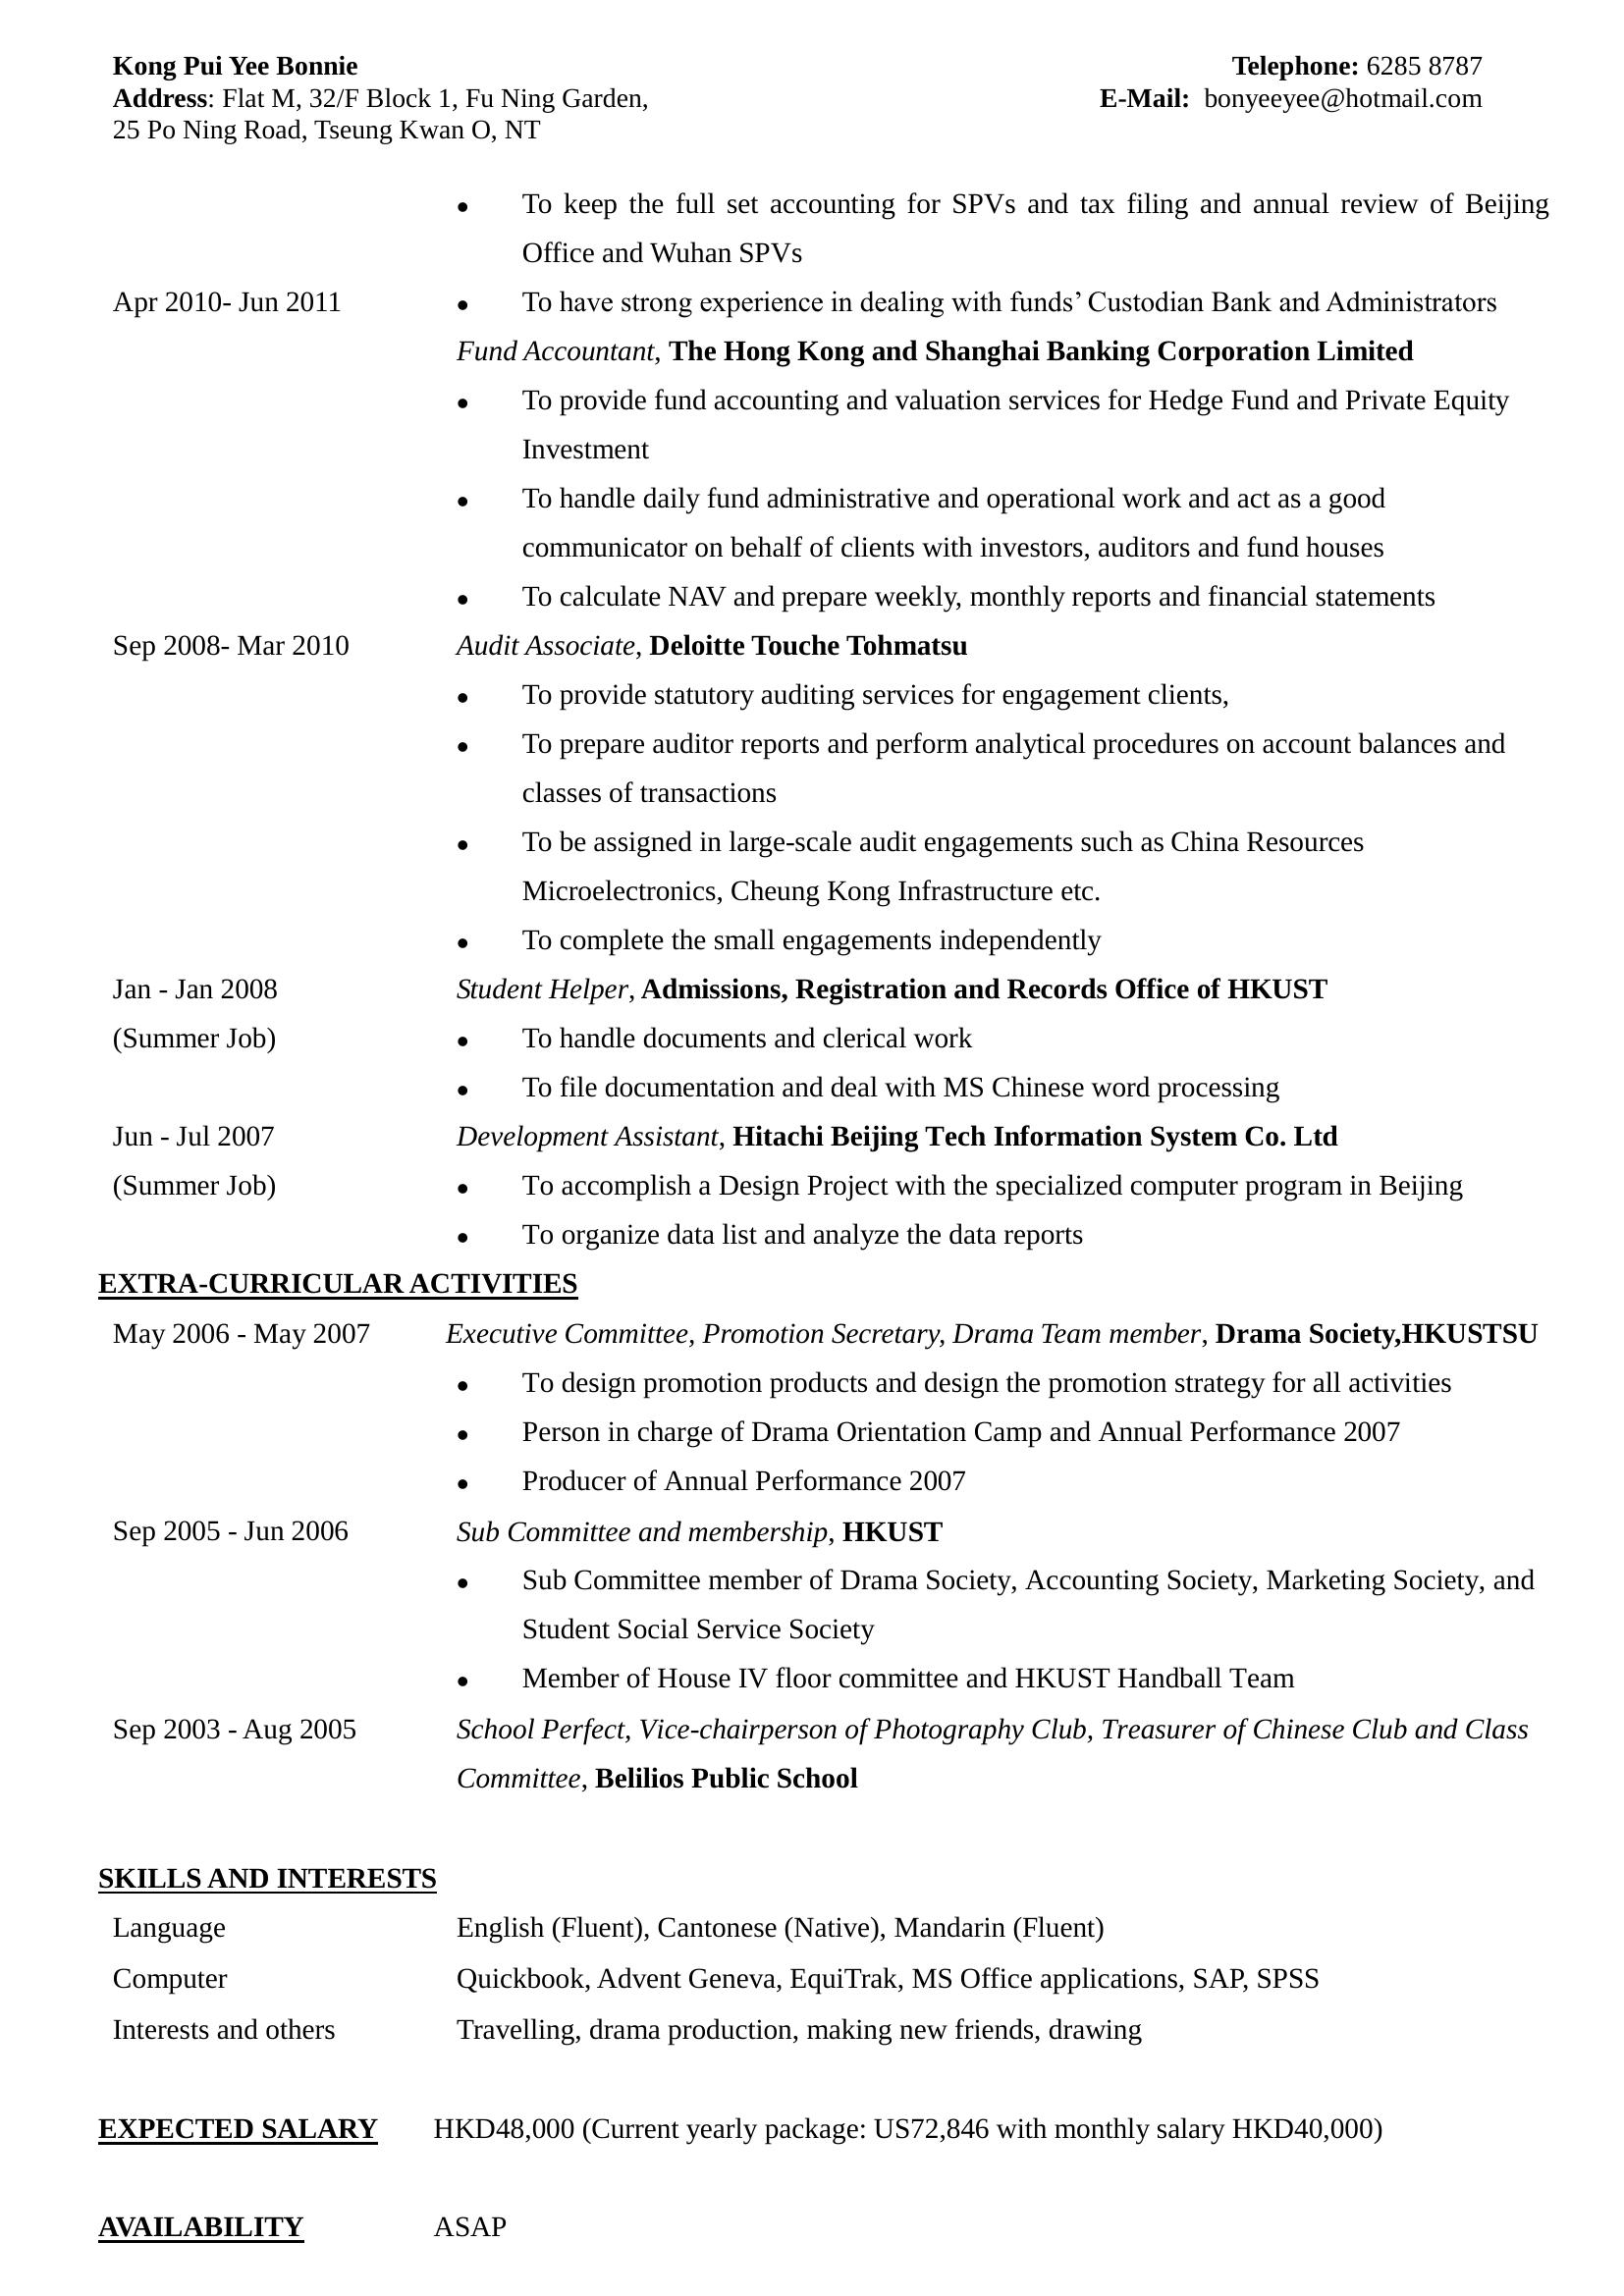 Kong Pui Yee Bonnie Telephone: 6285 8787
Address: Flat M, 32/F Block 1, Fu Ning Garden, E-Mail: bonyeeyee@hotmail.com
25 Po Ning Road, Tseung Kwan O, NT
● To keep the full set accounting for SPVs and tax filing and annual review of Beijing
Office and Wuhan SPVs
Apr 2010- Jun 2011 ● To have strong experience in dealing with funds’ Custodian Bank and Administrators
Fund Accountant, The Hong Kong and Shanghai Banking Corporation Limited
● To provide fund accounting and valuation services for Hedge Fund and Private Equity
Investment
● To handle daily fund administrative and operational work and act as a good
communicator on behalf of clients with investors, auditors and fund houses
● To calculate NAV and prepare weekly, monthly reports and financial statements
Sep 2008- Mar 2010 Audit Associate, Deloitte Touche Tohmatsu
● To provide statutory auditing services for engagement clients,
● To prepare auditor reports and perform analytical procedures on account balances and
classes of transactions
● To be assigned in large-scale audit engagements such as China Resources
Microelectronics, Cheung Kong Infrastructure etc.
● To complete the small engagements independently
Jan - Jan 2008 Student Helper, Admissions, Registration and Records Office of HKUST
(Summer Job) ● To handle documents and clerical work
● To file documentation and deal with MS Chinese word processing
Jun - Jul 2007 Development Assistant, Hitachi Beijing Tech Information System Co. Ltd
(Summer Job) ● To accomplish a Design Project with the specialized computer program in Beijing
● To organize data list and analyze the data reports
EXTRA-CURRICULAR ACTIVITIES
May 2006 - May 2007 Executive Committee, Promotion Secretary, Drama Team member, Drama Society,HKUSTSU
● To design promotion products and design the promotion strategy for all activities
● Person in charge of Drama Orientation Camp and Annual Performance 2007
● Producer of Annual Performance 2007
Sep 2005 - Jun 2006 Sub Committee and membership, HKUST
● Sub Committee member of Drama Society, Accounting Society, Marketing Society, and
Student Social Service Society
● Member of House IV floor committee and HKUST Handball Team
Sep 2003 - Aug 2005 School Perfect, Vice-chairperson of Photography Club, Treasurer of Chinese Club and Class
Committee, Belilios Public School
SKILLS AND INTERESTS
Language English (Fluent), Cantonese (Native), Mandarin (Fluent)
Computer Quickbook, Advent Geneva, EquiTrak, MS Office applications, SAP, SPSS
Interests and others Travelling, drama production, making new friends, drawing
EXPECTED SALARY HKD48,000 (Current yearly package: US72,846 with monthly salary HKD40,000)
AVAILABILITY ASAP